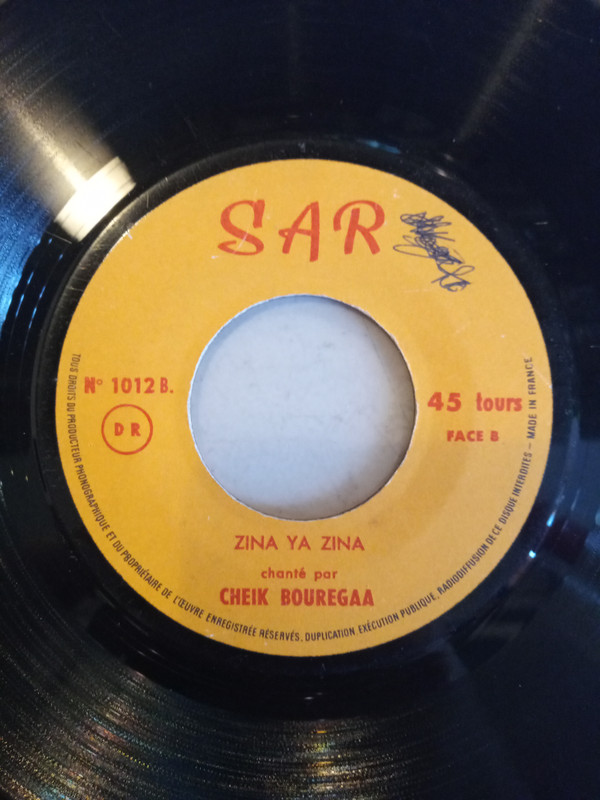 SAR
N° 1012 B.
DR
45 tours
FACE B
ZINA YA ZINA
chanté par
CHEIK BOUREGAA
TOUS DROITS DU PRODUCTEUR PHONOGRAPHIQUE ET DU PROPRIÉTAIRE DE L'ŒUVRE ENREGISTRÉE RÉSERVÉS, DUPLICATION, EXÉCUTION PUBLIQUE, RADIODIFFUSION DE CE DISQUE INTERDITES - MADE IN FRANCE